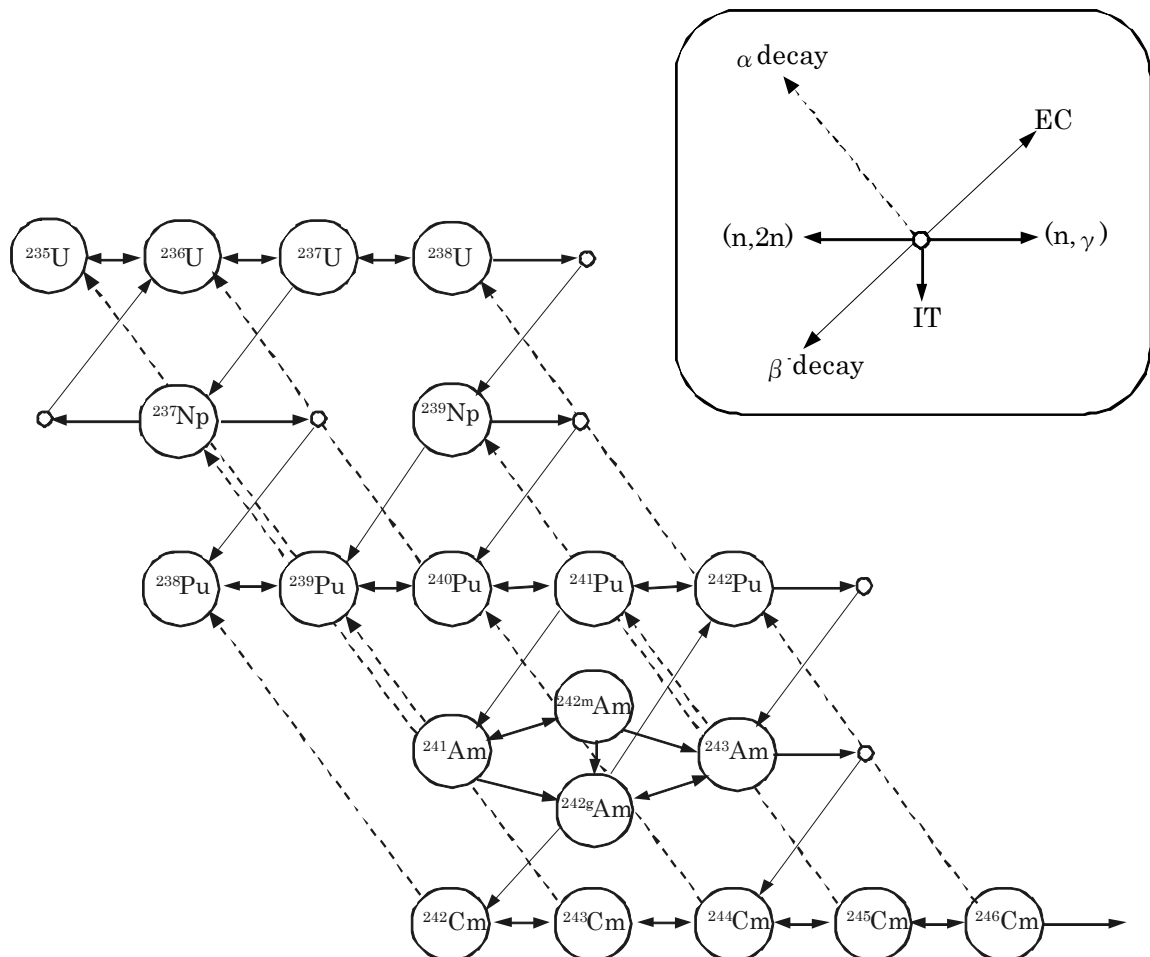 α decay
EC
(n,2n)
(n,γ)
IT
β⁻decay
²³⁵U
²³⁶U
²³⁷U
²³⁸U
²³⁷Np
²³⁹Np
²³⁸Pu
²³⁹Pu
²⁴⁰Pu
²⁴¹Pu
²⁴²Pu
²⁴²ᵐAm
²⁴¹Am
²⁴³Am
²⁴²ᵍAm
²⁴²Cm
²⁴³Cm
²⁴⁴Cm
²⁴⁵Cm
²⁴⁶Cm